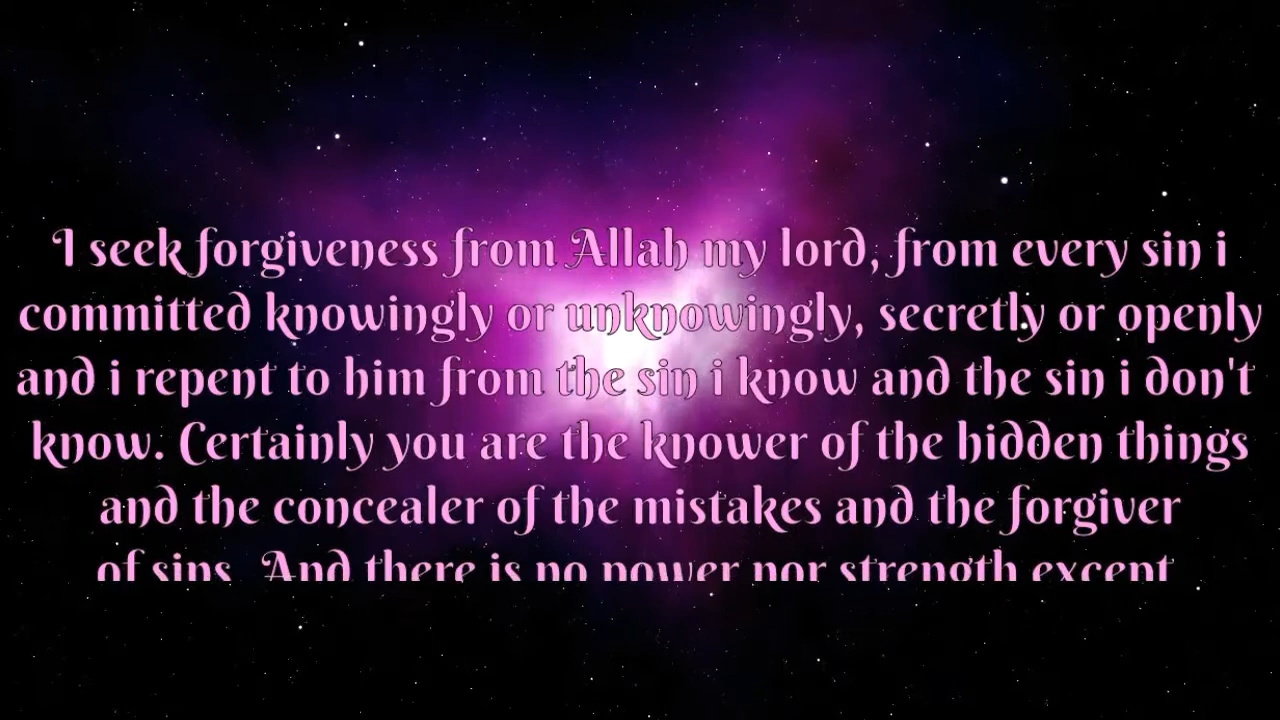 I seek forgiveness from Allah my lord, from every sin i
committed knowingly or unknowingly, secretly or openly
and i repent to him from the sin i know and the sin i don't
know. Certainly you are the knower of the hidden things
and the concealer of the mistakes and the forgiver
of sins. And there is no power nor strength except